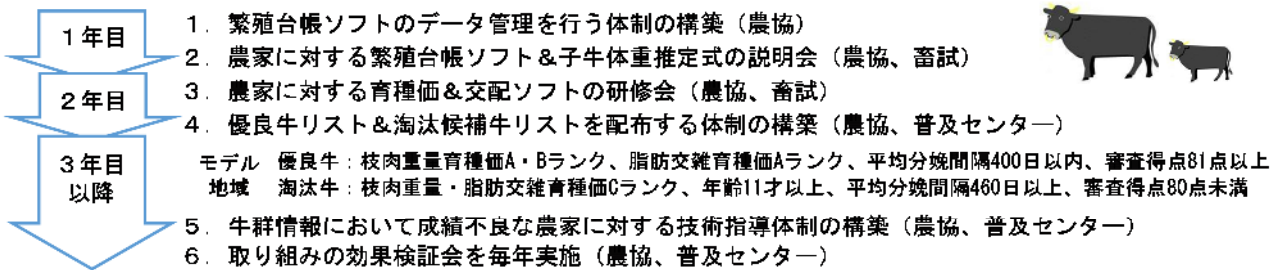 1年目
1. 繁殖台帳ソフトのデータ管理を行う体制の構築（農協）
2. 農家に対する繁殖台帳ソフト＆子牛体重推定式の説明会（農協、畜試）
2年目
3. 農家に対する育種価＆交配ソフトの研修会（農協、畜試）
4. 優良牛リスト＆淘汰候補牛リストを配布する体制の構築（農協、普及センター）
3年目
以降
モデル 優良牛：枝肉重量育種価A・Bランク、脂肪交雑育種価Aランク、平均分娩間隔400日以内、審査得点81点以上
地域 淘汰牛：枝肉重量・脂肪交雑育種価Cランク、年齢11才以上、平均分娩間隔460日以上、審査得点80点未満
5. 牛群情報において成績不良な農家に対する技術指導体制の構築（農協、普及センター）
6. 取り組みの効果検証会を毎年実施（農協、普及センター）